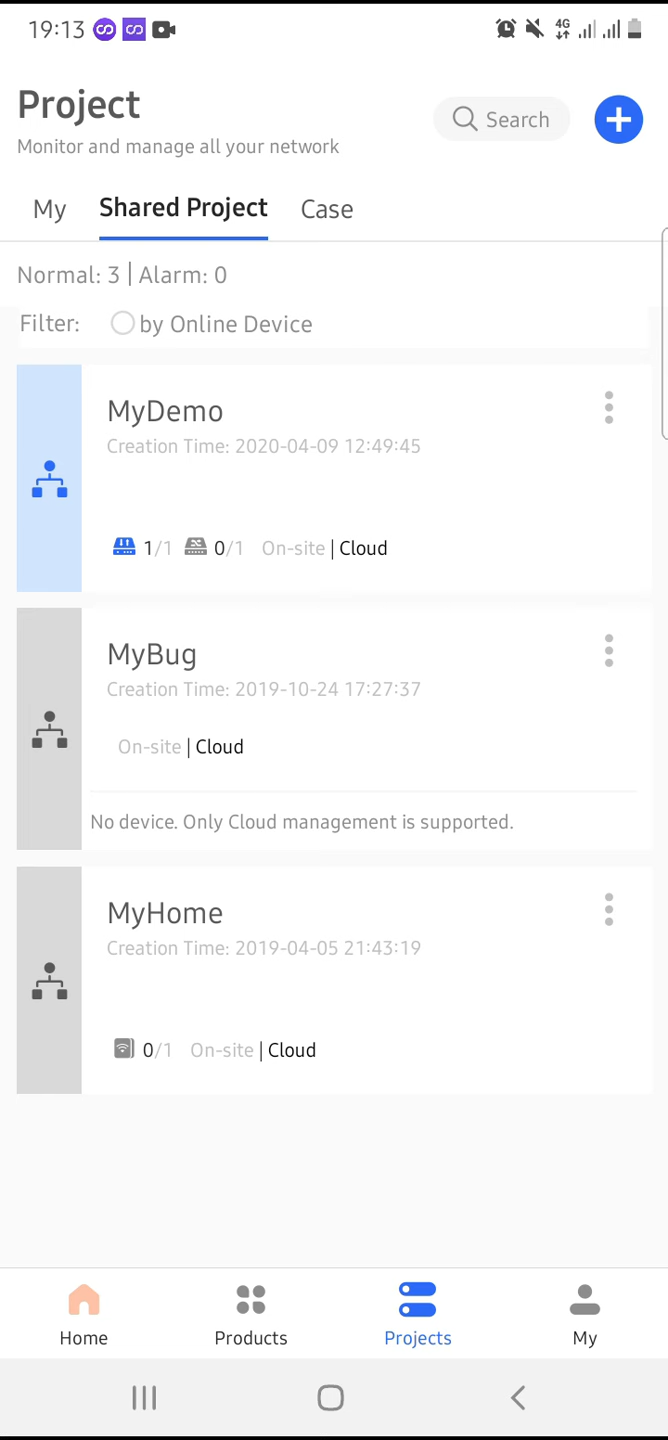 19:13 4G
Project
Monitor and manage all your network
Search
My Shared Project Case
Normal: 3 | Alarm: 0
Filter: by Online Device
MyDemo
Creation Time: 2020-04-09 12:49:45
1/1 0/1 On-site | Cloud
MyBug
Creation Time: 2019-10-24 17:27:37
On-site | Cloud
No device. Only Cloud management is supported.
MyHome
Creation Time: 2019-04-05 21:43:19
0/1 On-site | Cloud
Home Products Projects My